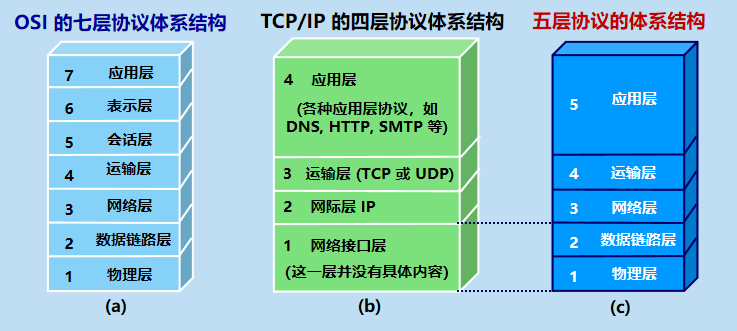 OSI 的七层协议体系结构
7 应用层
6 表示层
5 会话层
4 运输层
3 网络层
2 数据链路层
1 物理层
(a)
TCP/IP 的四层协议体系结构
4 应用层
(各种应用层协议，如
DNS, HTTP, SMTP 等)
3 运输层 (TCP 或 UDP)
2 网际层 IP
1 网络接口层
(这一层并没有具体内容)
(b)
五层协议的体系结构
5 应用层
4 运输层
3 网络层
2 数据链路层
1 物理层
(c)